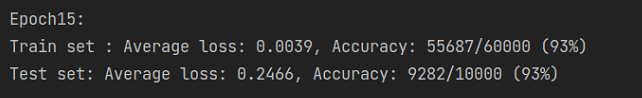 Epoch15:
Train set : Average loss: 0.0039, Accuracy: 55687/60000 (93%)
Test set: Average loss: 0.2466, Accuracy: 9282/10000 (93%)